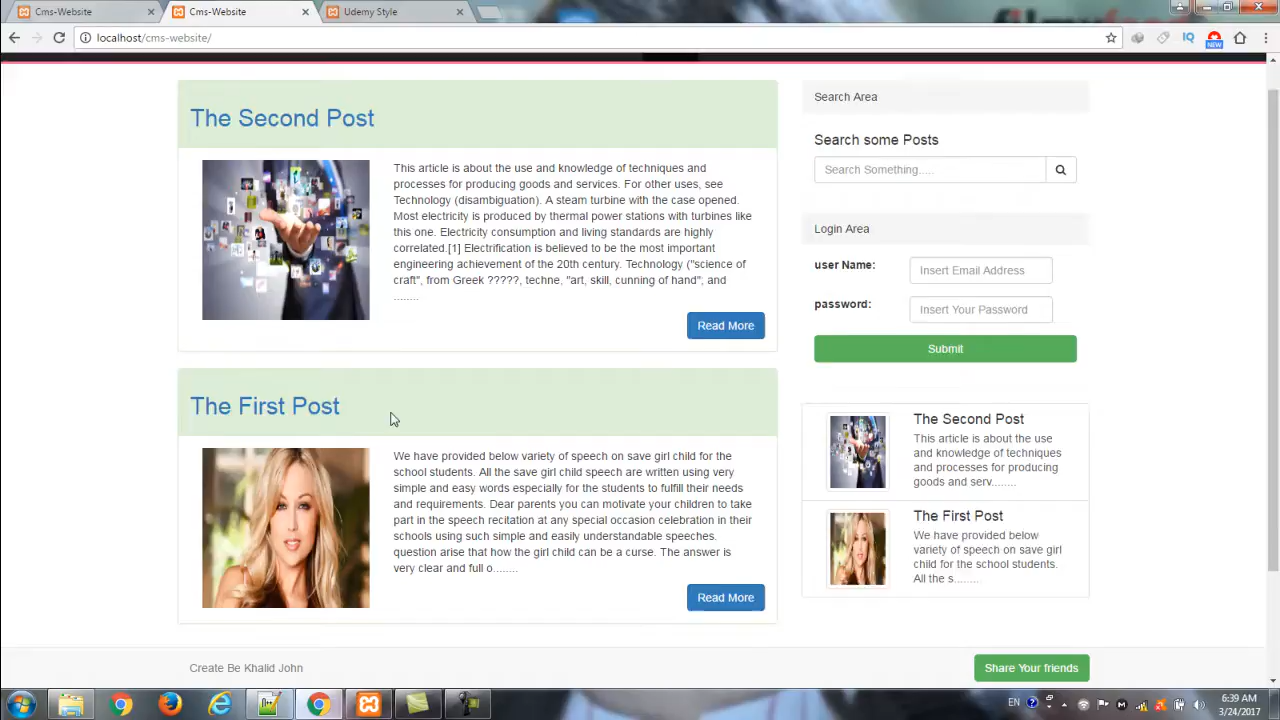 Cms-Website
Cms-Website
Udemy Style
localhost/cms-website/
IQ
NEW
The Second Post
This article is about the use and knowledge of techniques and
processes for producing goods and services. For other uses, see
Technology (disambiguation). A steam turbine with the case opened.
Most electricity is produced by thermal power stations with turbines like
this one. Electricity consumption and living standards are highly
correlated.[1] Electrification is believed to be the most important
engineering achievement of the 20th century. Technology ("science of
craft", from Greek ?????, techne, "art, skill, cunning of hand"; and
........
Read More
The First Post
We have provided below variety of speech on save girl child for the
school students. All the save girl child speech are written using very
simple and easy words especially for the students to fulfill their needs
and requirements. Dear parents you can motivate your children to take
part in the speech recitation at any special occasion celebration in their
schools using such simple and easily understandable speeches.
question arise that how the girl child can be a curse. The answer is
very clear and full o........
Read More
Search Area
Search some Posts
Search Something.....
Login Area
user Name:
Insert Email Address
password:
Insert Your Password
Submit
The Second Post
This article is about the use
and knowledge of techniques
and processes for producing
goods and serv........
The First Post
We have provided below
variety of speech on save girl
child for the school students.
All the s........
Create Be Khalid John
Share Your friends
EN
6:39 AM
3/24/2017